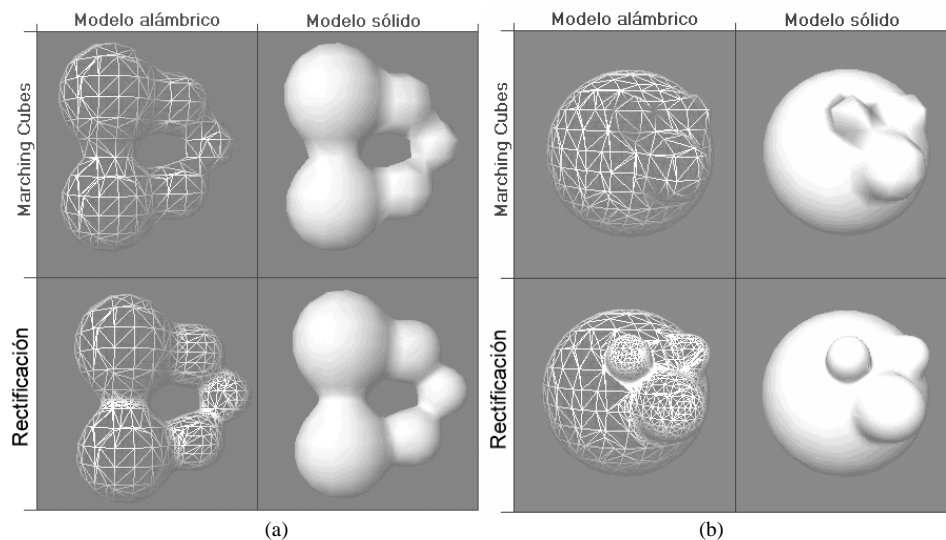 Modelo alámbrico
Modelo sólido
Marching Cubes
Rectificación
(a)
Modelo alámbrico
Modelo sólido
Marching Cubes
Rectificación
(b)